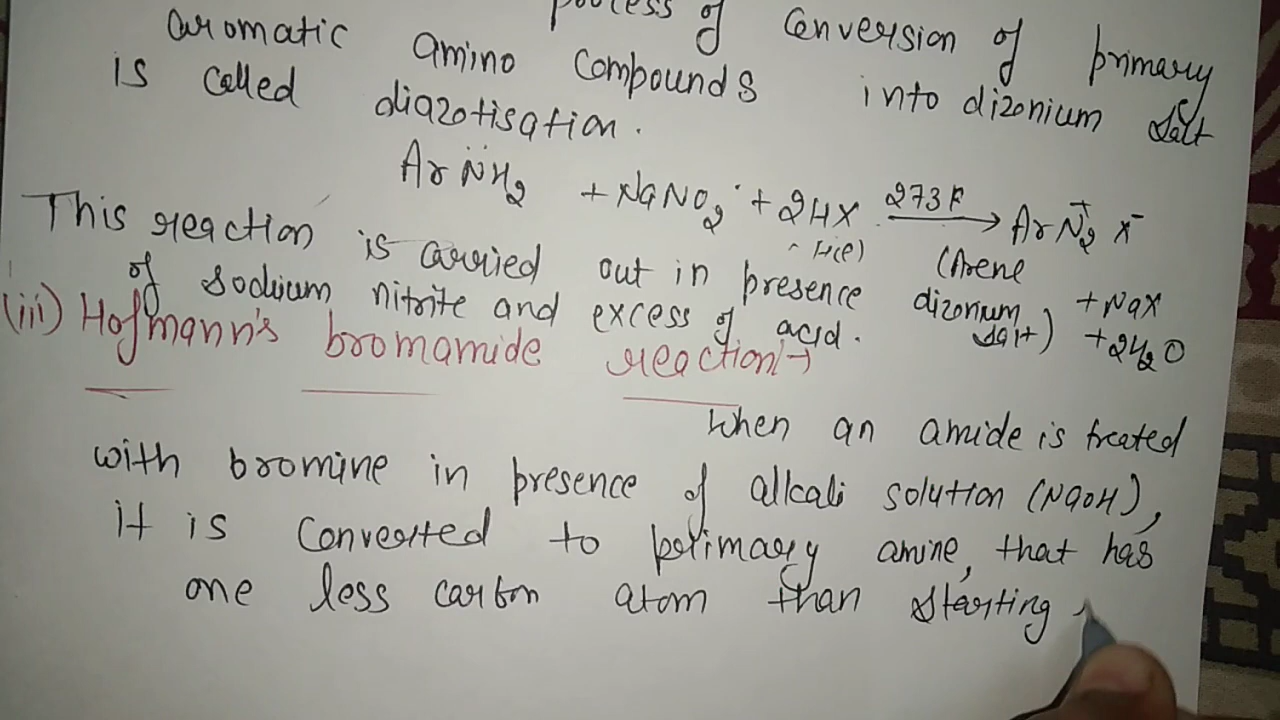 process of conversion of primary
aromatic amino compounds into dizonium salt
is called diazotisation.
ArN̈H₂ + NaNO₂ + 2HX 273K → ArN₂⁺ X⁻
(Arene dizonium salt) + NaX + 2H₂O
This reaction is carried out in presence
of sodium nitrite and excess of acid.
(iii) Hofmann's bromamide reaction:→
When an amide is treated
with bromine in presence of alkali solution (NaOH),
it is converted to primary amine, that has
one less carbon atom than starting